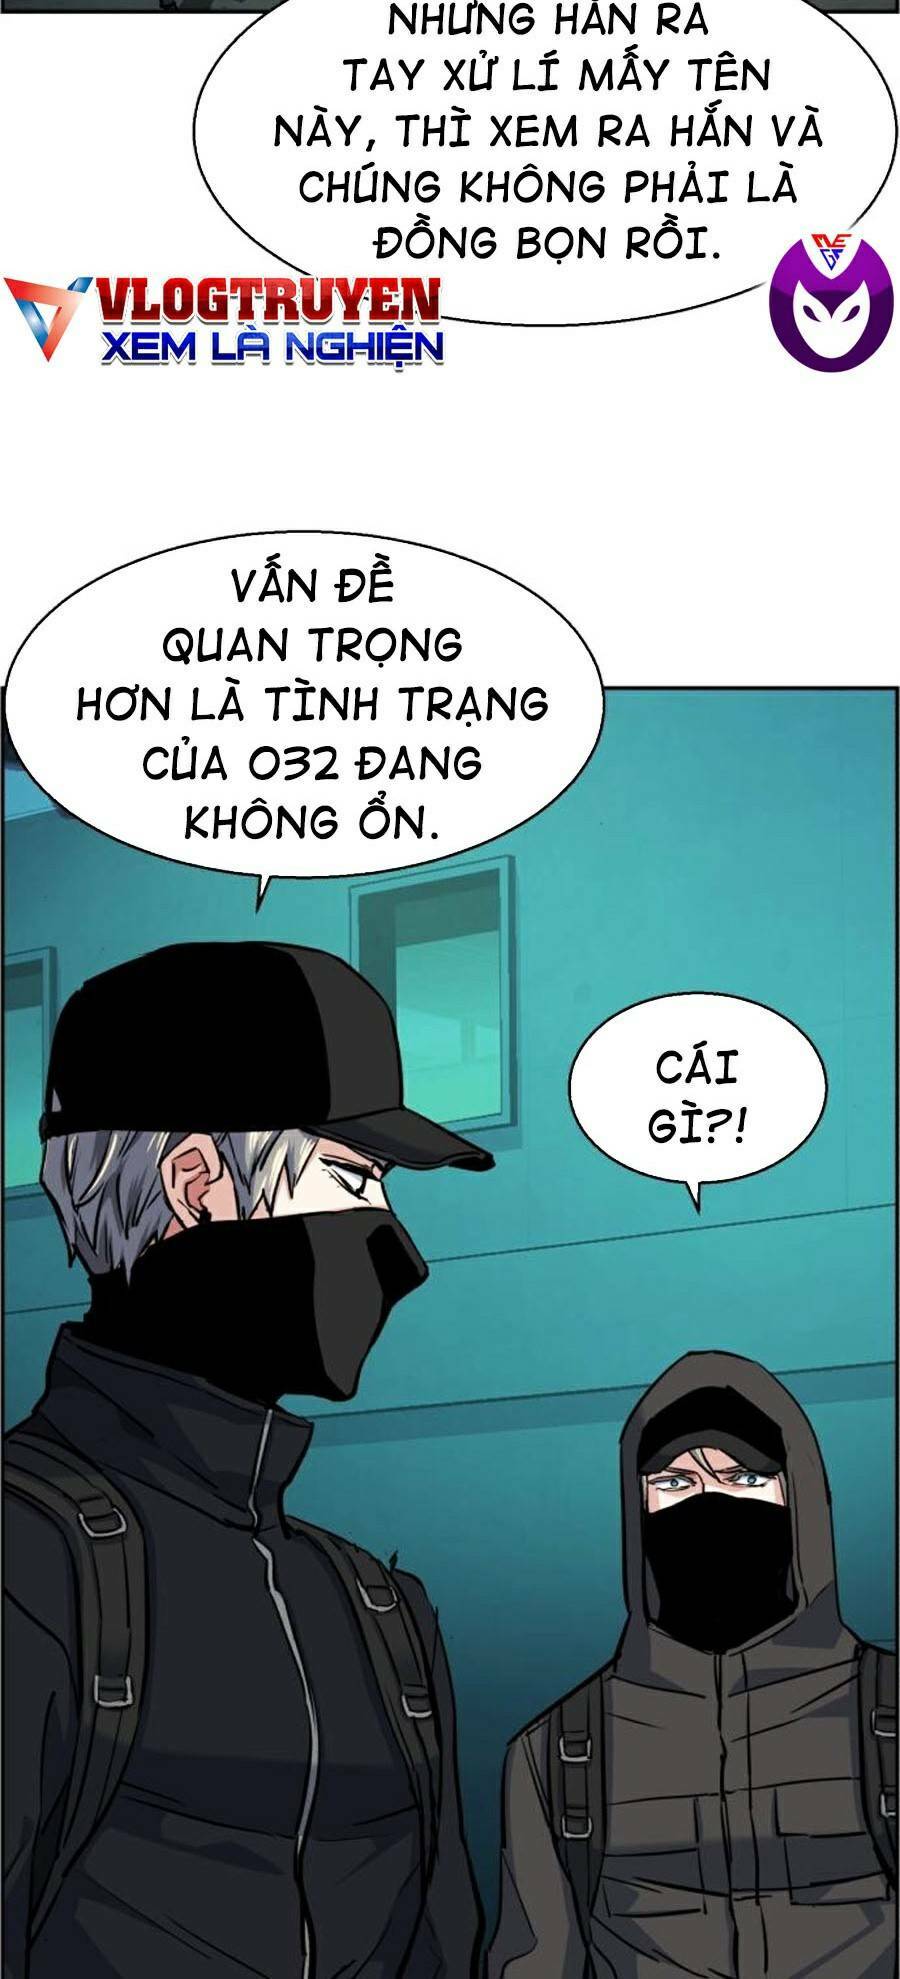 NHƯNG HẮN RA
TAY XỬ LÍ MẤY TÊN
NÀY, THÌ XEM RA HẮN VÀ
CHÚNG KHÔNG PHẢI LÀ
ĐỒNG BỌN RỒI.
MEGF
VLOGTRUYEN
XEM LÀ NGHIỆN
VẤN ĐỀ
QUAN TRỌNG
HƠN LÀ TÌNH TRẠNG
CỦA 032 ĐANG
KHÔNG ỔN.
CÁI
GÌ?!